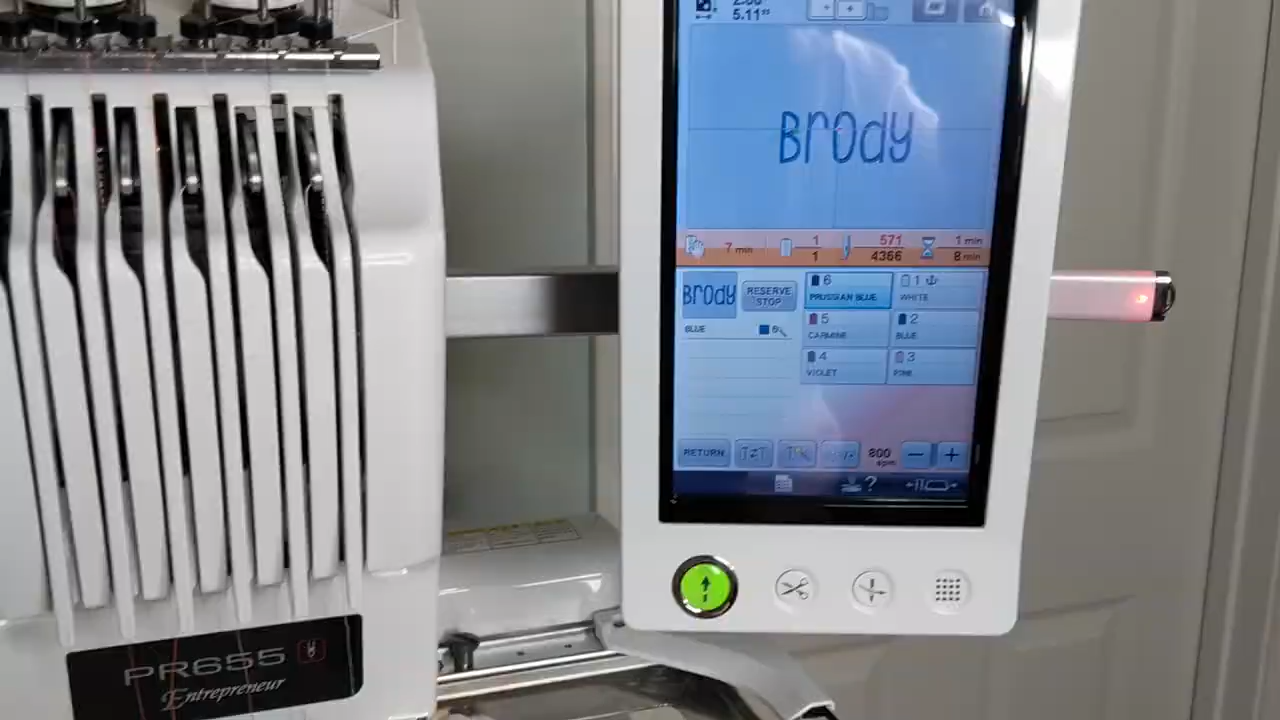 5.11"
Brody
7 min
1
1
571
4366
1 min
8 min
Brody
RESERVE
STOP
BLUE
6
6
PRUSSIAN BLUE
1
WHITE
5
CARMINE
2
BLUE
4
VIOLET
3
PINK
RETURN
800
spm
?
PR655
Entrepreneur